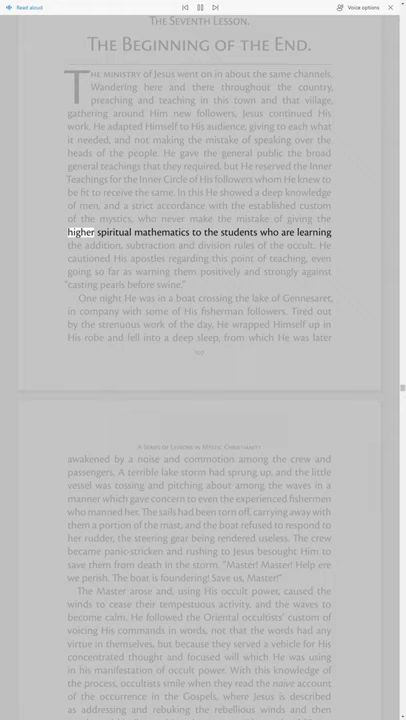 Read aloud
Voice options
The Seventh Lesson.
The Beginning of the End.
The ministry of Jesus went on in about the same channels.
Wandering here and there throughout the country,
preaching and teaching in this town and that village,
gathering around Him new followers, Jesus continued His
work. He adapted Himself to His audience, giving to each what
it needed, and not making the mistake of speaking over the
heads of the people. He gave the general public the broad
general teachings that they required, but He reserved the Inner
Teachings for the Inner Circle of His followers whom He knew to
be fit to receive the same. In this He showed a deep knowledge
of men, and a strict accordance with the established custom
of the mystics, who never make the mistake of giving the
higher spiritual mathematics to the students who are learning
the addition, subtraction and division rules of the occult. He
cautioned His apostles regarding this point of teaching, even
going so far as warning them positively and strongly against
"casting pearls before swine."
One night He was in a boat crossing the lake of Gennesaret,
in company with some of His fisherman followers. Tired out
by the strenuous work of the day, He wrapped Himself up in
His robe and fell into a deep sleep, from which He was later
A Series of Lessons in Mystic Christianity
awakened by a noise and commotion among the crew and
passengers. A terrible lake storm had sprung up, and the little
vessel was tossing and pitching about among the waves in a
manner which gave concern to even the experienced fishermen
who manned her. The sails had been torn off, carrying away with
them a portion of the mast, and the boat refused to respond to
her rudder, the steering gear being rendered useless. The crew
became panic-stricken and rushing to Jesus besought Him to
save them from death in the storm. "Master! Master! Help ere
we perish. The boat is foundering! Save us, Master!"
The Master arose and, using His occult power, caused the
winds to cease their tempestuous activity, and the waves to
become calm. He followed the Oriental occultists' custom of
voicing His commands in words, not that the words had any
virtue in themselves, but because they served a vehicle for His
concentrated thought and focused will which He was using
in his manifestation of occult power. With this knowledge of
the process, occultists smile when they read the naive account
of the occurrence in the Gospels, where Jesus is described
as addressing and rebuking the rebellious winds and then